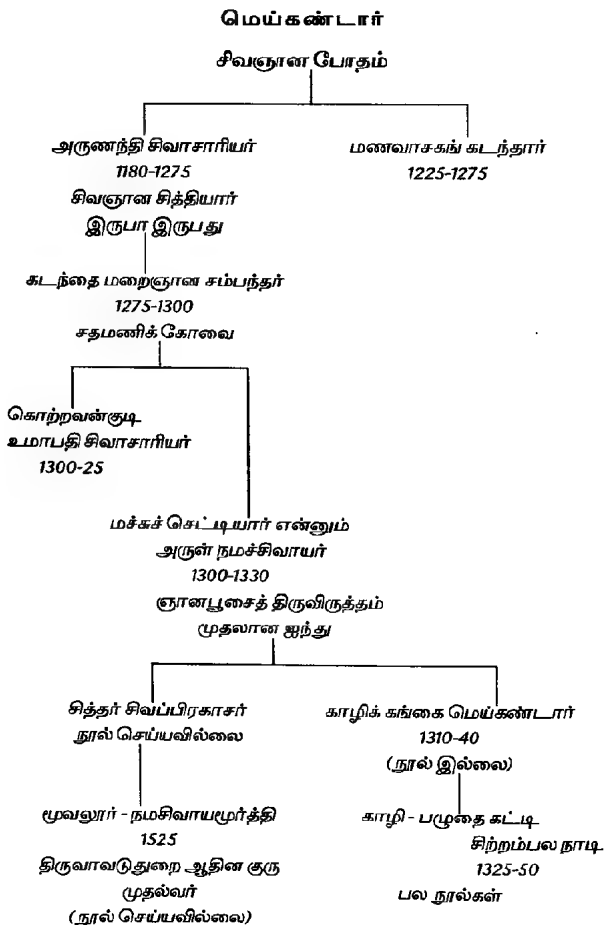 மெய்கண்டார்
சிவஞான போதம்
அருணந்தி சிவாசாரியர்
1180-1275
சிவஞான சித்தியார்
இருபா இருபது
மணவாசகங் கடந்தார்
1225-1275
கடந்தை மறைஞான சம்பந்தர்
1275-1300
சதமணிக் கோவை
கொற்றவன்குடி
உமாபதி சிவாசாரியர்
1300-25
மச்சுச் செட்டியார் என்னும்
அருள் நமச்சிவாயர்
1300-1330
ஞானபூசைத் திருவிருத்தம்
முதலான ஐந்து
சித்தர் சிவப்பிரகாசர்
நூல் செய்யவில்லை
காழிக் கங்கை மெய்கண்டார்
1310-40
(நூல் இல்லை)
மூவலூர் - நமசிவாயமூர்த்தி
1525
திருவாவடுதுறை ஆதின குரு
முதல்வர்
(நூல் செய்யவில்லை)
காழி - பழுதை கட்டி
சிற்றம்பல நாடி
1325-50
பல நூல்கள்